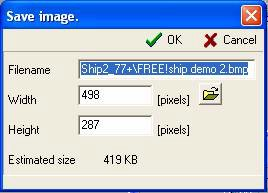 Save image.
OK Cancel
Filename Ship2_77+\FREE!ship demo 2.bmp
Width 498 [pixels]
Height 287 [pixels]
Estimated size 419 KB